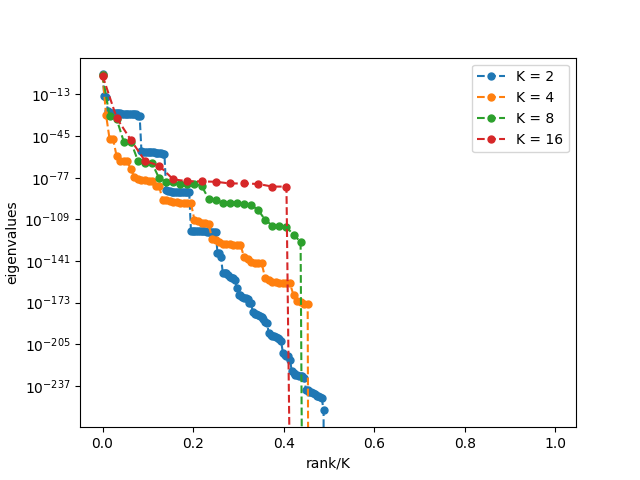 10⁻¹³
10⁻⁴⁵
10⁻⁷⁷
10⁻¹⁰⁹
10⁻¹⁴¹
10⁻¹⁷³
10⁻²⁰⁵
10⁻²³⁷
eigenvalues
K = 2
K = 4
K = 8
K = 16
0.0 0.2 0.4 0.6 0.8 1.0
rank/K